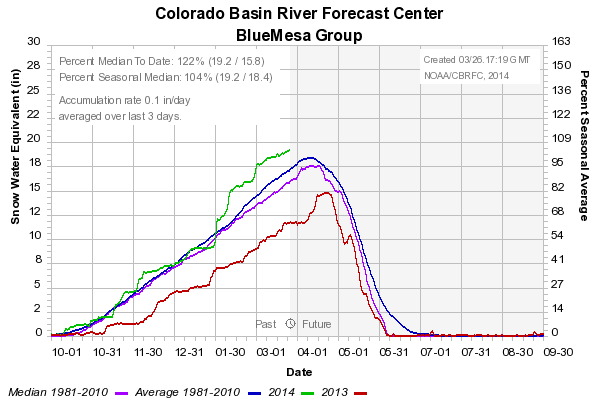 Colorado Basin River Forecast Center
BlueMesa Group
Percent Median To Date: 122% (19.2 / 15.8)
Percent Seasonal Median: 104% (19.2 / 18.4)
Accumulation rate 0.1 in/day
averaged over last 3 days.
Created 03/26.17:19 GMT
NOAA/CBRFC, 2014
Snow Water Equivalent (in)
30
28
25
22
20
18
15
12
10
8
5
2
0
Percent Seasonal Average
163
150
136
122
109
95
82
68
54
41
27
14
0
Past Future
10-01 10-31 11-30 12-31 01-30 03-01 04-01 05-01 05-31 07-01 07-31 08-30 09-30
Date
Median 1981-2010 Average 1981-2010 2014 2013